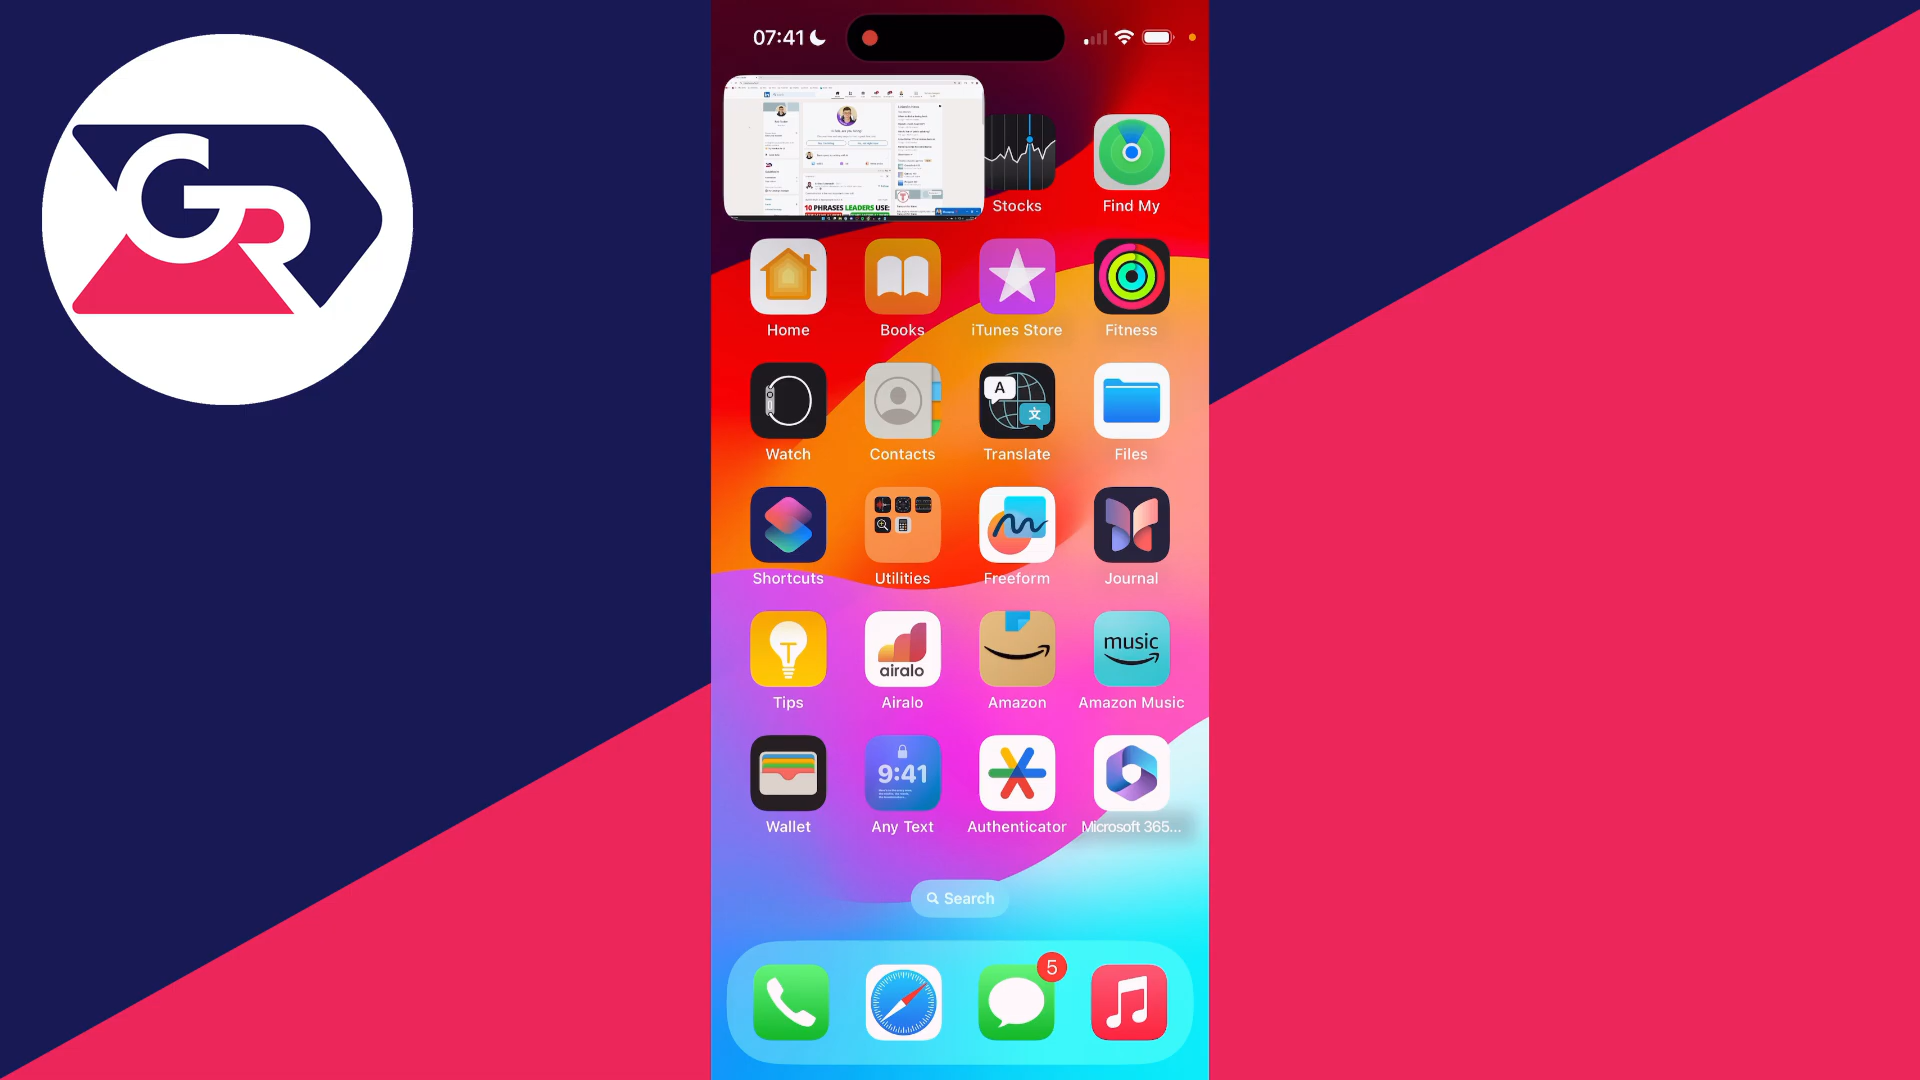 GR
07:41
10 PHRASES LEADERS USE:
Stocks
Find My
Home
Books
iTunes Store
Fitness
A
文
Watch
Contacts
Translate
Files
Shortcuts
Utilities
Freeform
Journal
T
airalo
music
Tips
Airalo
Amazon
Amazon Music
9:41
Wallet
Any Text
Authenticator
Microsoft 365...
Search
5